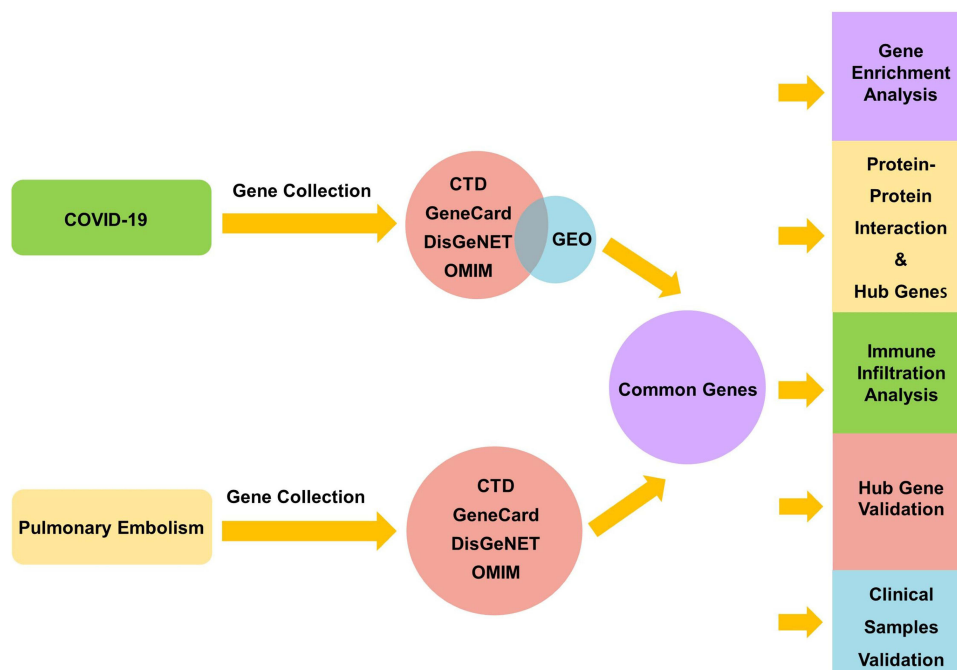 COVID-19
Gene Collection
CTD
GeneCard
DisGeNET
OMIM
GEO
Pulmonary Embolism
Gene Collection
CTD
GeneCard
DisGeNET
OMIM
Common Genes
Gene
Enrichment
Analysis
Protein-
Protein
Interaction
&
Hub Genes
Immune
Infiltration
Analysis
Hub Gene
Validation
Clinical
Samples
Validation